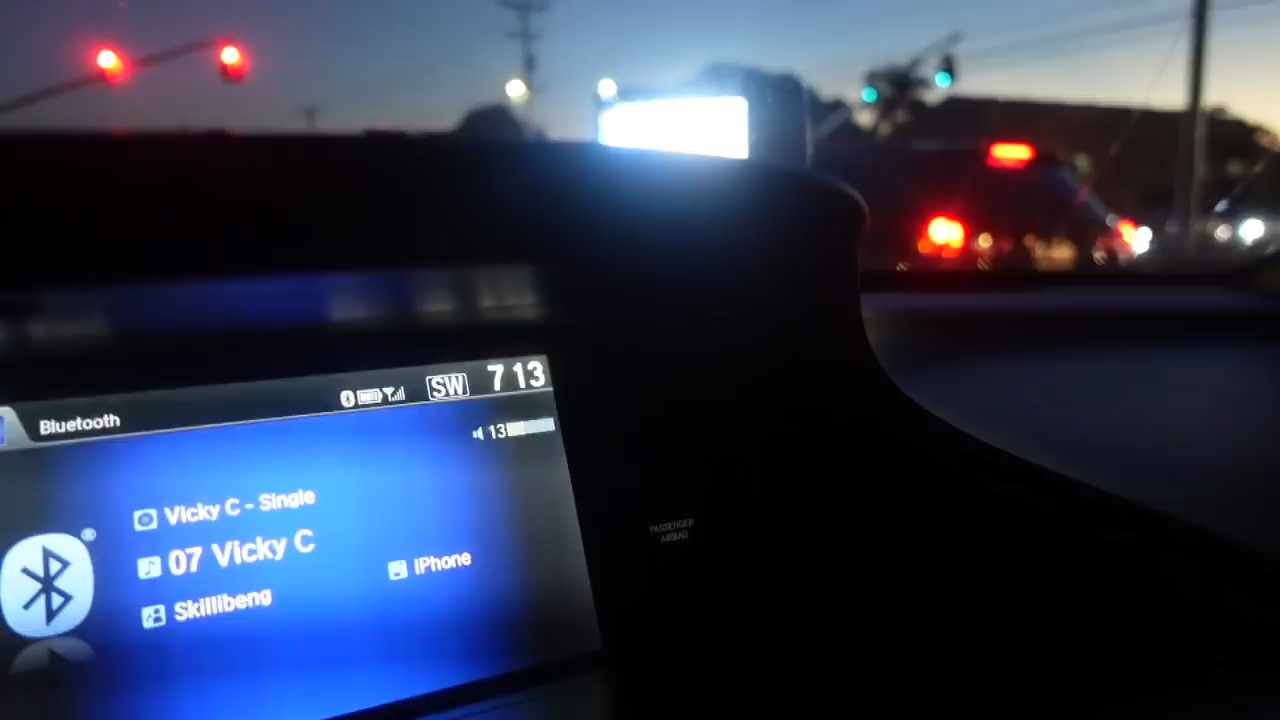 SW 7 13
Bluetooth
13
Vicky C - Single
07 Vicky C
iPhone
Skillibeng
PASSENGER
AIRBAG